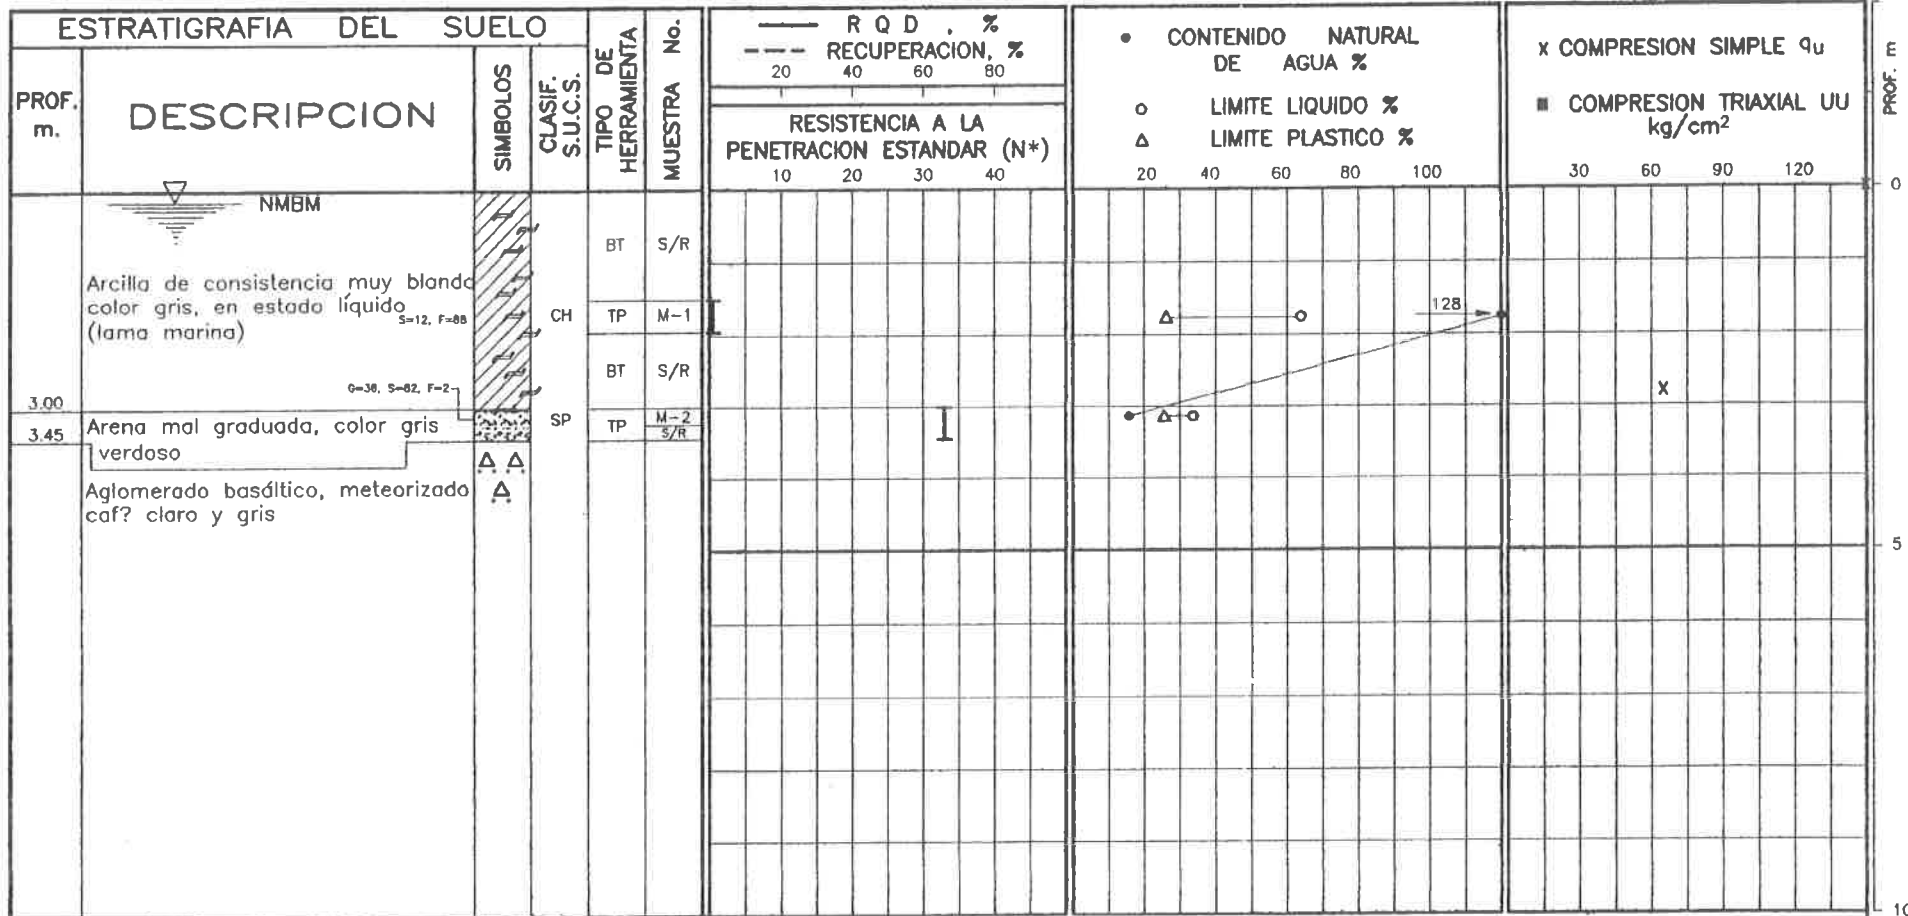 ESTRATIGRAFIA DEL SUELO
PROF.
m.
DESCRIPCION
SIMBOLOS
CLASIF.
S.U.C.S.
TIPO DE
HERRAMIENTA
MUESTRA No.
R Q D , %
RECUPERACION, %
20 40 60 80
RESISTENCIA A LA
PENETRACION ESTANDAR (N*)
10 20 30 40
• CONTENIDO NATURAL
DE AGUA %
LIMITE LIQUIDO %
LIMITE PLASTICO %
20 40 60 80 100
x COMPRESION SIMPLE qu
COMPRESION TRIAXIAL UU
kg/cm2
30 60 90 120
PROF. m
0
5
10
NMBM
BT S/R
Arcilla de consistencia muy blanda
color gris, en estado líquido
S=12, F=88
(lama marina)
CH TP M-1
128
BT S/R
G=36, S=62, F=2
x
3.00
3.45
Arena mal graduada, color gris
verdoso
SP TP M-2
S/R
Aglomerado basáltico, meteorizado
caf? claro y gris